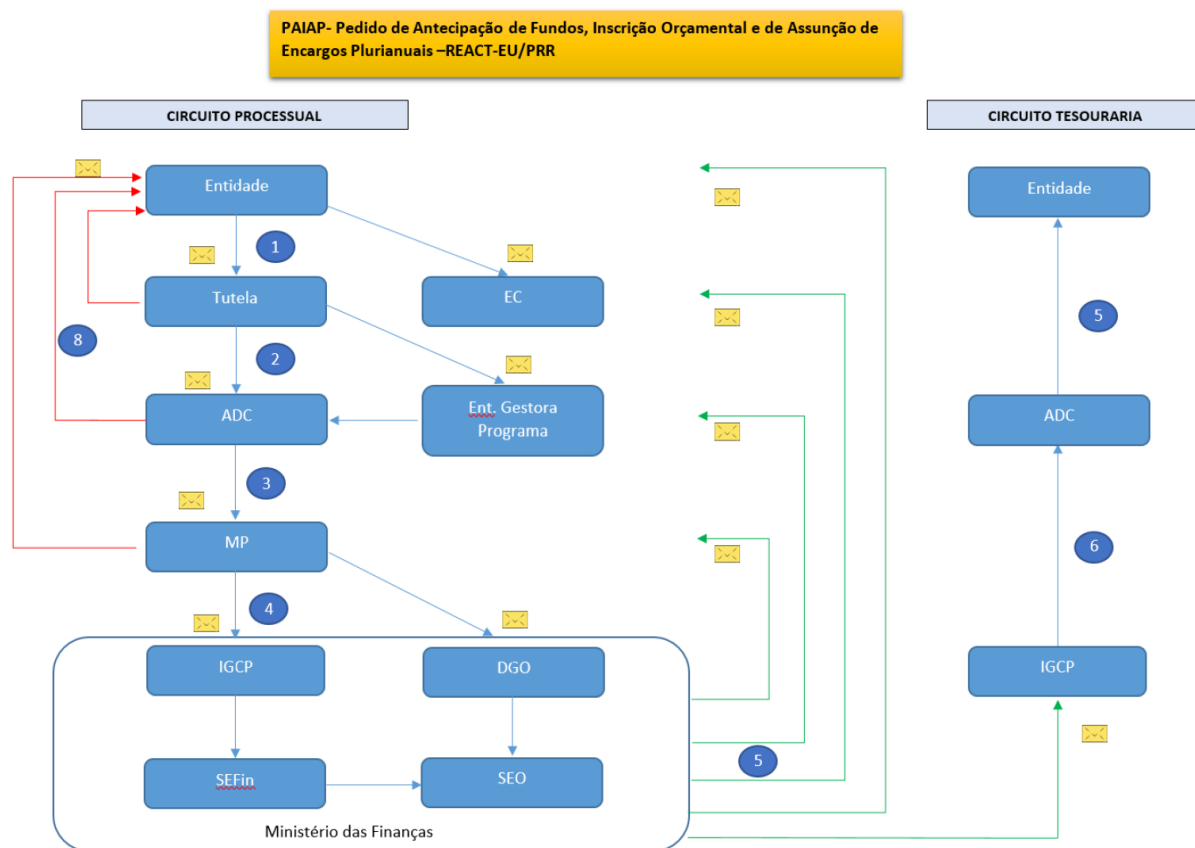 PAIAP- Pedido de Antecipação de Fundos, Inscrição Orçamental e de Assunção de
Encargos Plurianuais –REACT-EU/PRR
CIRCUITO PROCESSUAL
CIRCUITO TESOURARIA
Entidade
Entidade
1
Tutela
EC
5
8
2
ADC
Ent. Gestora
Programa
ADC
3
MP
6
4
IGCP
DGO
IGCP
SEFin
SEO
5
Ministério das Finanças